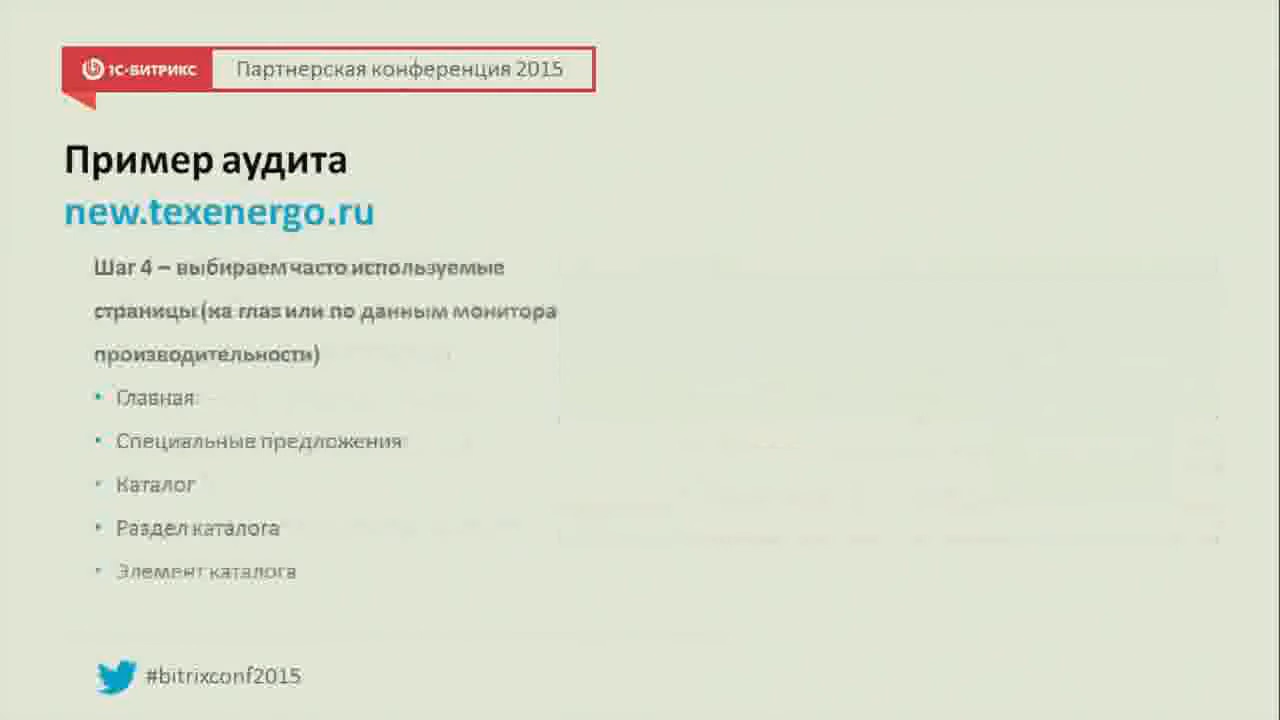 1С-БИТРИКС Партнерская конференция 2015
Пример аудита
new.texenergo.ru
Шаг 4 – выбираем часто используемые
страницы (на глаз или по данным монитора
производительности)
• Главная
• Специальные предложения
• Каталог
• Раздел каталога
• Элемент каталога
#bitrixconf2015